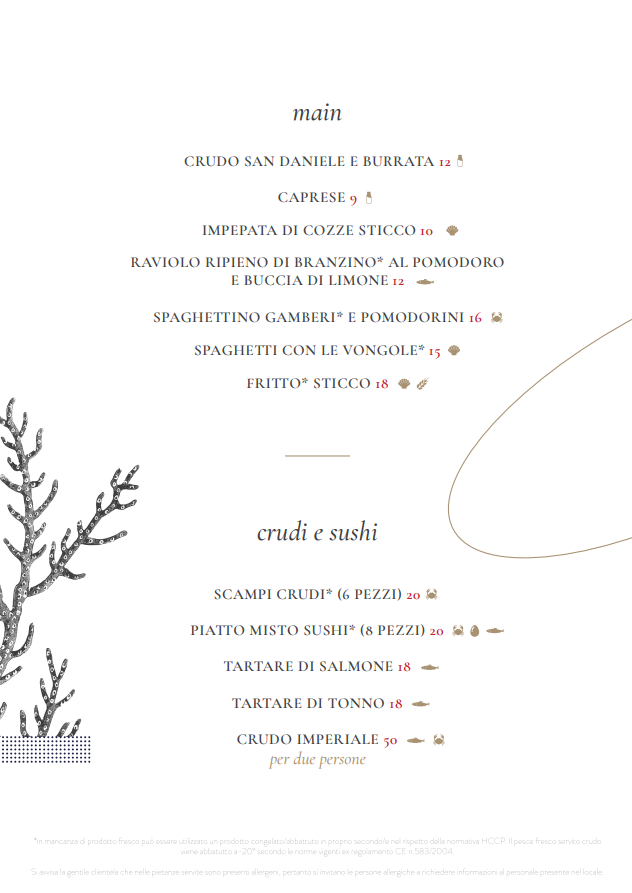 main
CRUDO SAN DANIELE E BURRATA 12
CAPRESE 9
IMPEPATA DI COZZE STICCO 10
RAVIOLO RIPIENO DI BRANZINO* AL POMODORO
E BUCCIA DI LIMONE 12
SPAGHETTINO GAMBERI* E POMODORINI 16
SPAGHETTI CON LE VONGOLE* 15
FRITTO* STICCO 18
crudi e sushi
SCAMPI CRUDI* (6 PEZZI) 20
PIATTO MISTO SUSHI* (8 PEZZI) 20
TARTARE DI SALMONE 18
TARTARE DI TONNO 18
CRUDO IMPERIALE 50
per due persone
*In mancanza di prodotto fresco può essere utilizzato un prodotto congelato/abbattuto in proprio secondo/e nel rispetto della normativa HCCP. Il pesce fresco servito crudo
viene abbattuto a -20° secondo le norme vigenti ex regolamento CE n.583/2004.
Si avvisa la gentile clientela che nelle pietanze servite sono presenti allergeni, pertanto si invitano le persone allergiche a richiedere informazioni al personale presente nel locale.